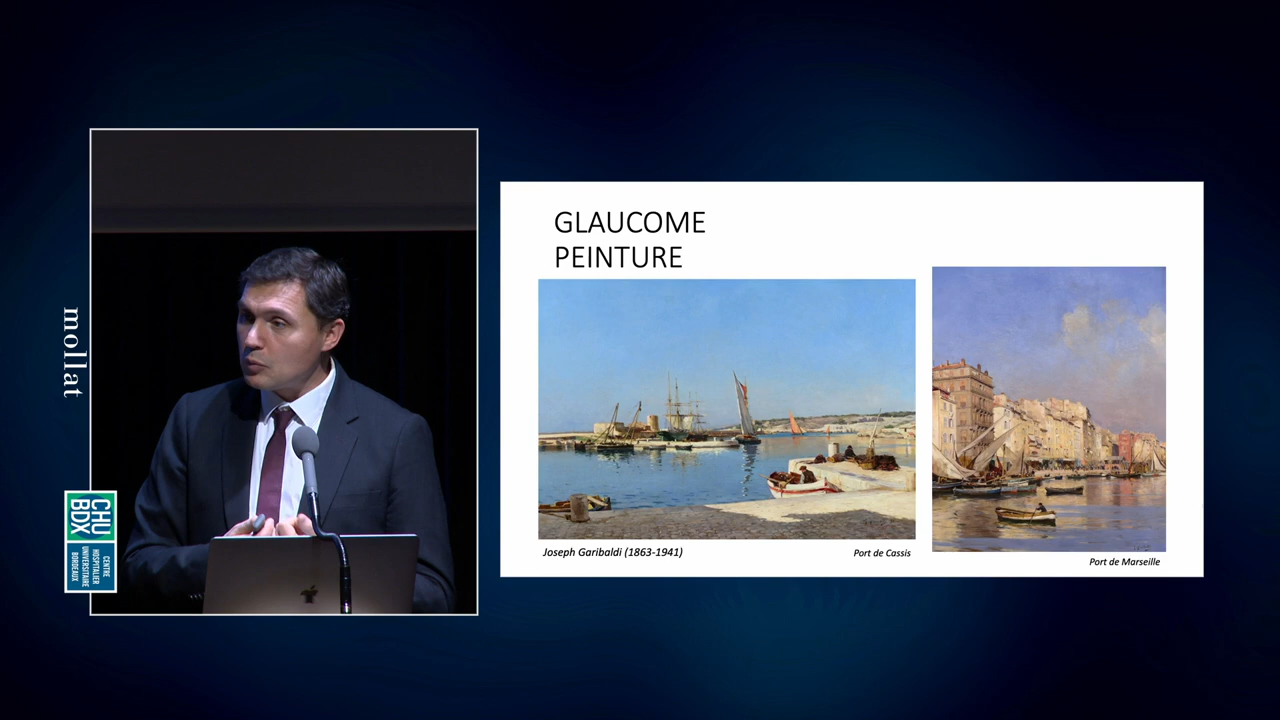 mollat
CHU
BDX
CENTRE
HOSPITALIER
UNIVERSITAIRE
BORDEAUX
GLAUCOME
PEINTURE
Joseph Garibaldi (1863-1941)
Port de Cassis
Port de Marseille